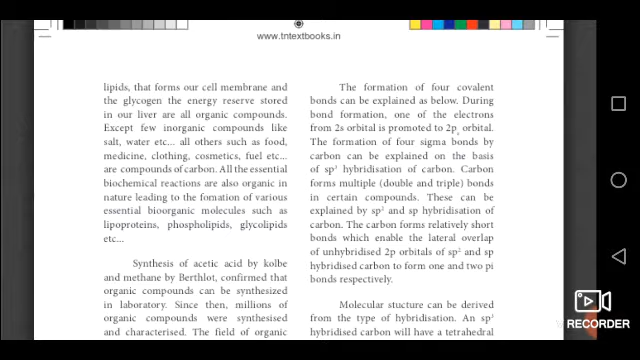 www.tntextbooks.in
lipids, that forms our cell membrane and
the glycogen the energy reserve stored
in our liver are all organic compounds.
Except few inorganic compounds like
salt, water etc... all others such as food,
medicine, clothing, cosmetics, fuel etc...
are compounds of carbon. All the essential
biochemical reactions are also organic in
nature leading to the fomation of various
essential bioorganic molecules such as
lipoproteins, phospholipids, glycolipids
etc...
Synthesis of acetic acid by kolbe
and methane by Berthlot, confirmed that
organic compounds can be synthesized
in laboratory. Since then, millions of
organic compounds were synthesised
and characterised. The field of organic
The formation of four covalent
bonds can be explained as below. During
bond formation, one of the electrons
from 2s orbital is promoted to 2p orbital.
The formation of four sigma bonds by
carbon can be explained on the basis
of sp³ hybridisation of carbon. Carbon
forms multiple (double and triple) bonds
in certain compounds. These can be
explained by sp² and sp hybridisation of
carbon. The carbon forms relatively short
bonds which enable the lateral overlap
of unhybridised 2p orbitals of sp² and sp
hybridised carbon to form one and two pi
bonds respectively.
Molecular stucture can be derived
from the type of hybridisation. An sp³
hybridised carbon will have a tetrahedral
RECORDER